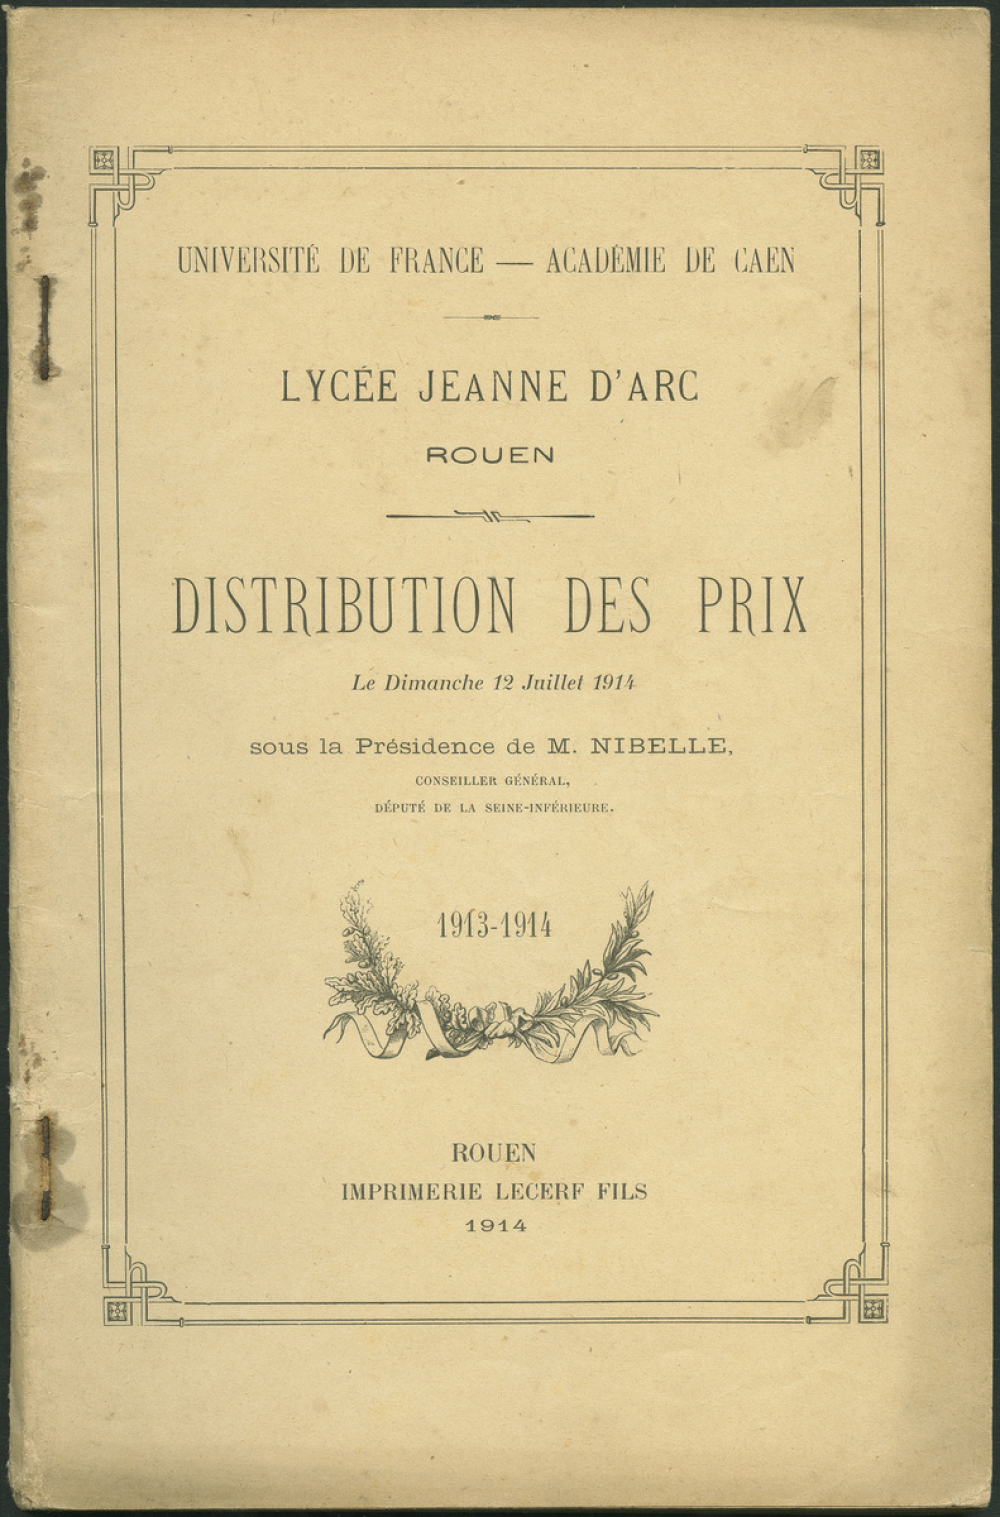 UNIVERSITÉ DE FRANCE — ACADÉMIE DE CAEN
LYCÉE JEANNE D'ARC
ROUEN
DISTRIBUTION DES PRIX
Le Dimanche 12 Juillet 1914
sous la Présidence de M. NIBELLE,
CONSEILLER GÉNÉRAL,
DÉPUTÉ DE LA SEINE-INFÉRIEURE.
1913-1914
ROUEN
IMPRIMERIE LECERF FILS
1914